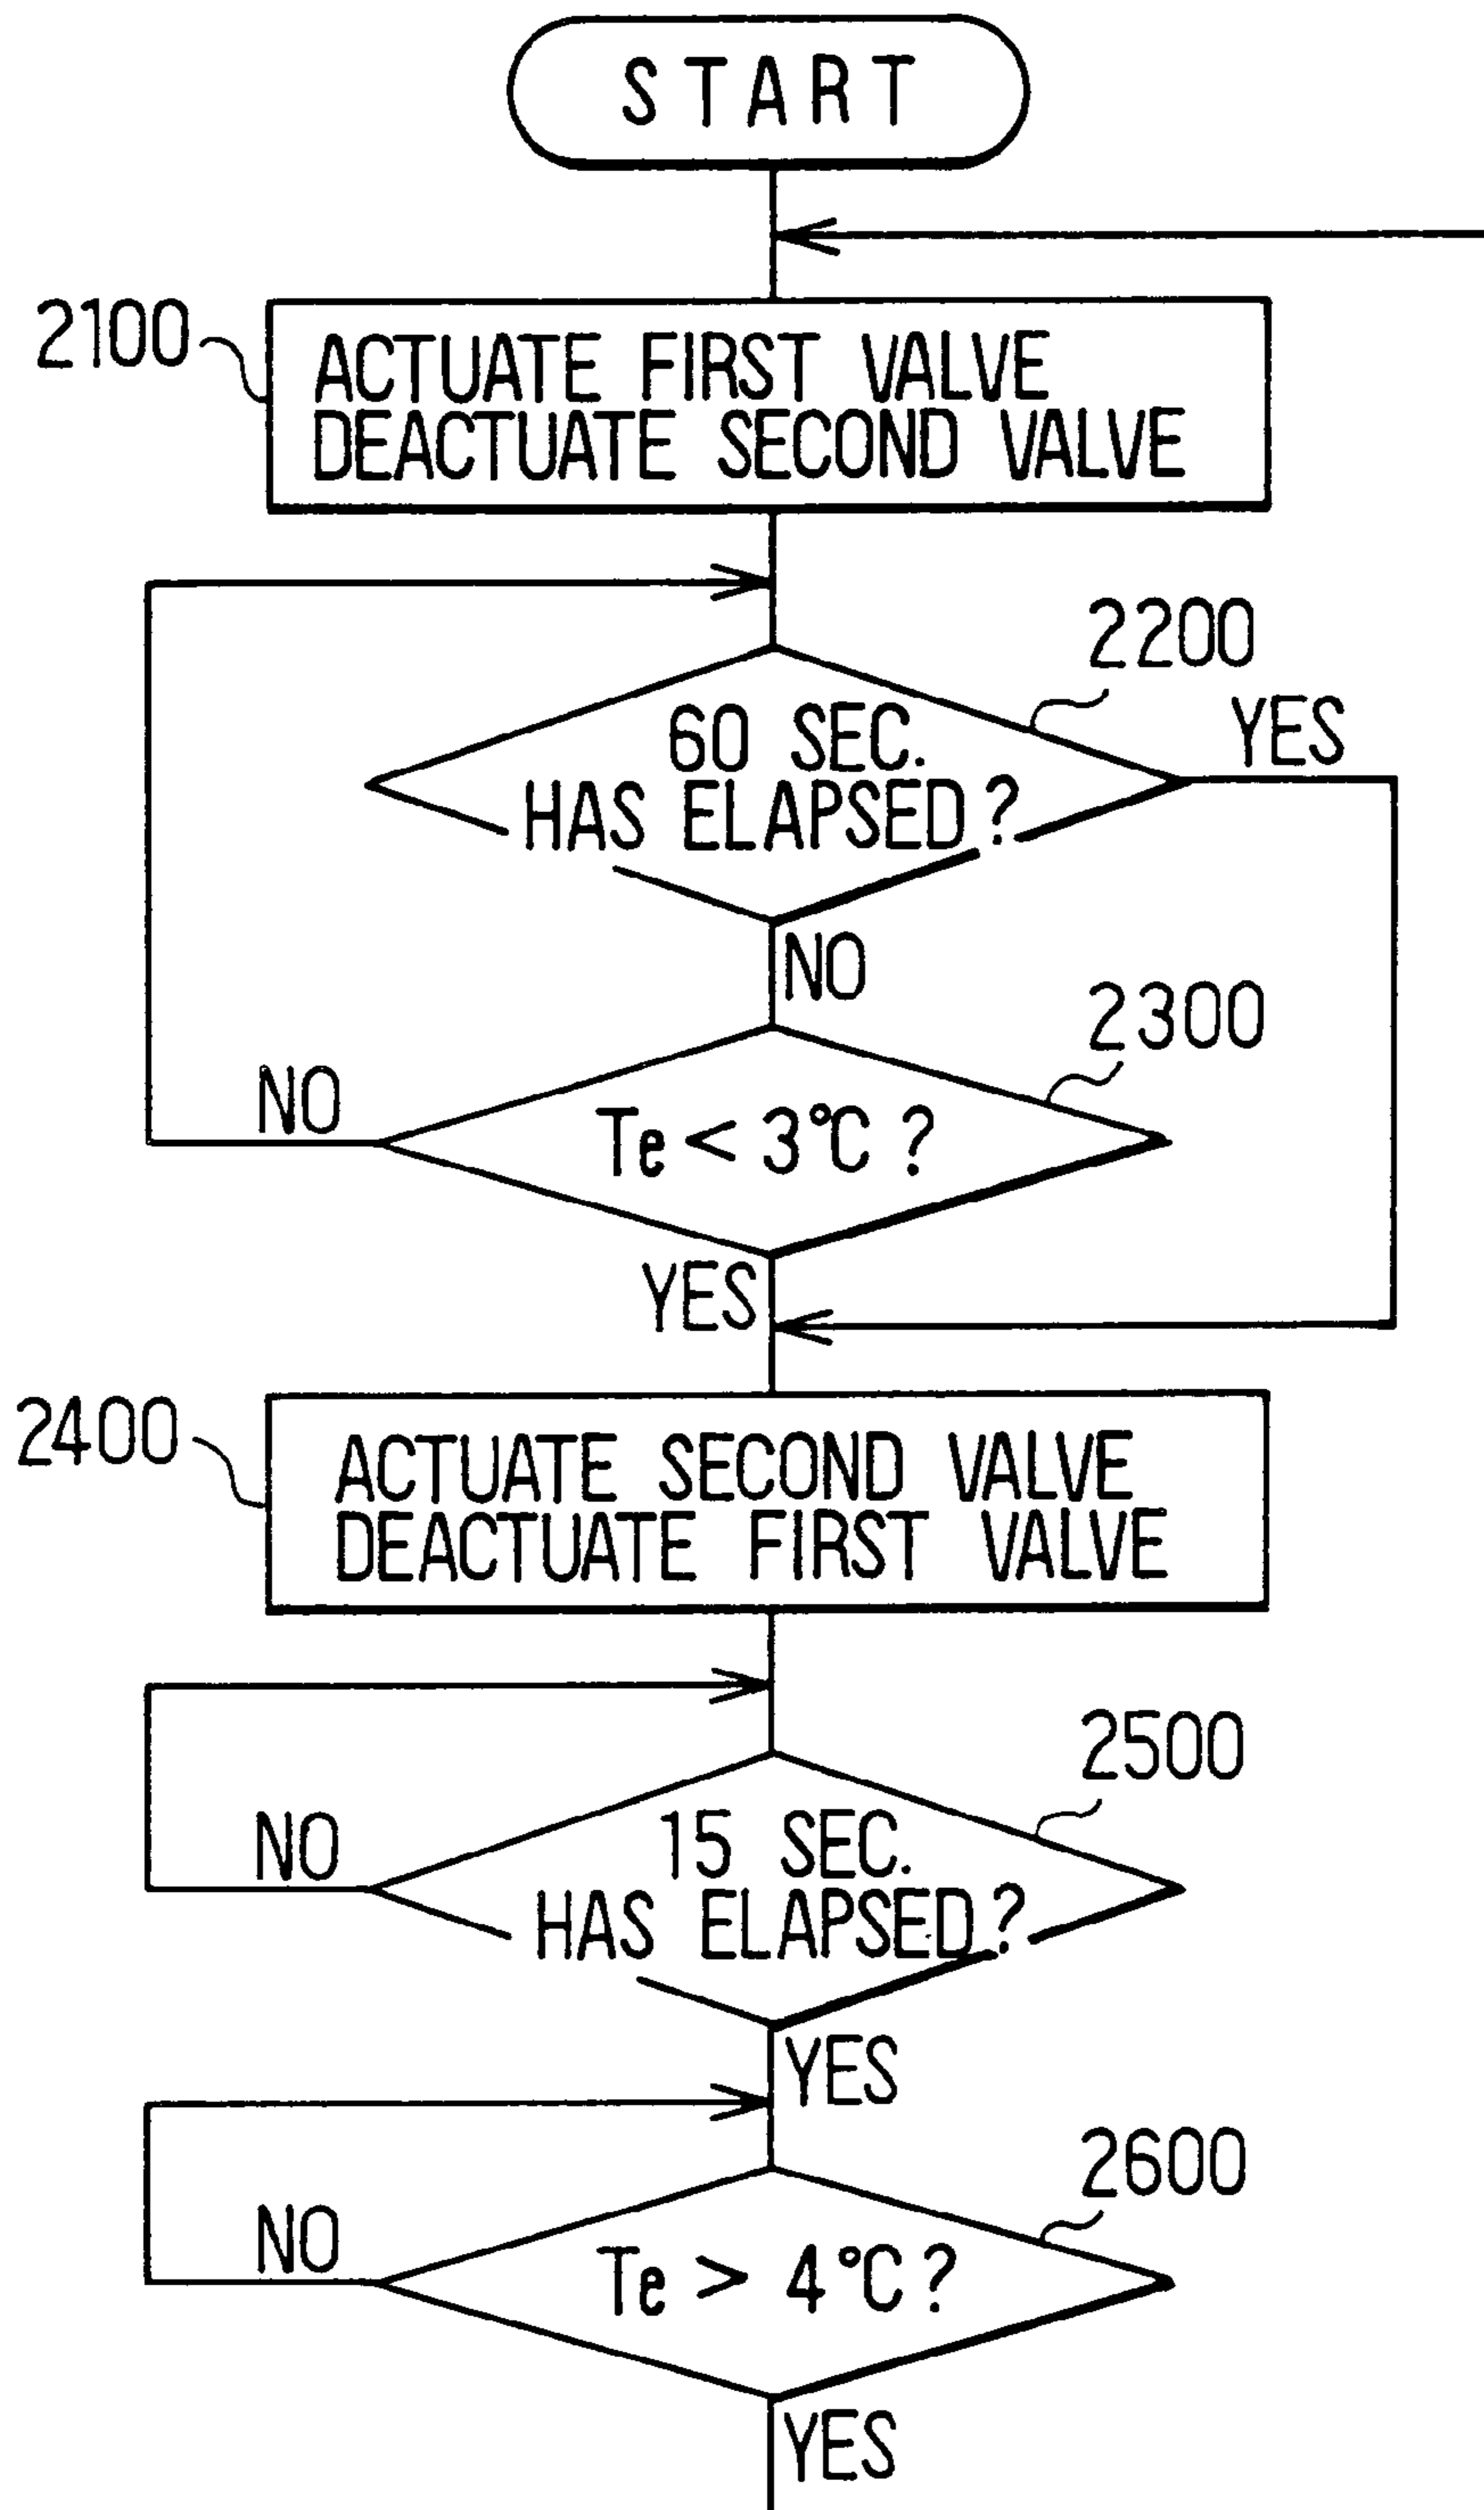 START
2100
ACTUATE FIRST VALVE
DEACTUATE SECOND VALVE
2200
60 SEC.
HAS ELAPSED ?
YES
NO
2300
Te < 3℃ ?
NO
YES
2400
ACTUATE SECOND VALVE
DEACTUATE FIRST VALVE
2500
15 SEC.
HAS ELAPSED ?
NO
YES
2600
Te > 4℃ ?
NO
YES